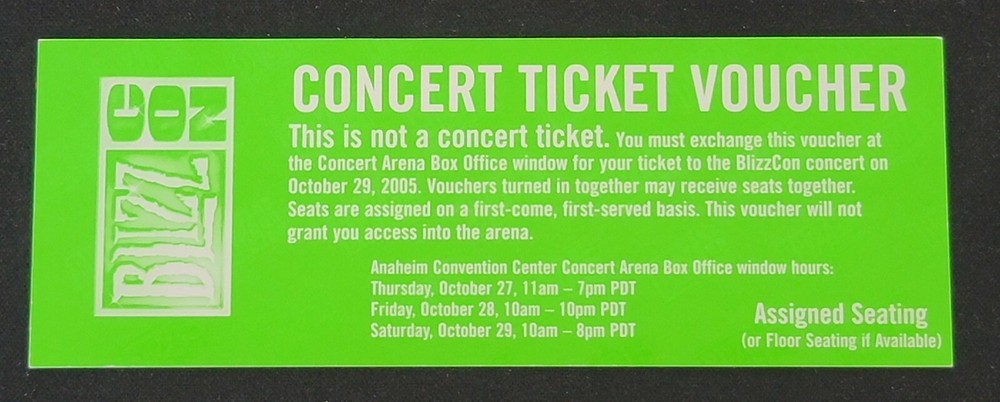 BLIZZ
CON
CONCERT TICKET VOUCHER
This is not a concert ticket. You must exchange this voucher at
the Concert Arena Box Office window for your ticket to the BlizzCon concert on
October 29, 2005. Vouchers turned in together may receive seats together.
Seats are assigned on a first-come, first-served basis. This voucher will not
grant you access into the arena.
Anaheim Convention Center Concert Arena Box Office window hours:
Thursday, October 27, 11am – 7pm PDT
Friday, October 28, 10am – 10pm PDT
Saturday, October 29, 10am – 8pm PDT
Assigned Seating
(or Floor Seating if Available)